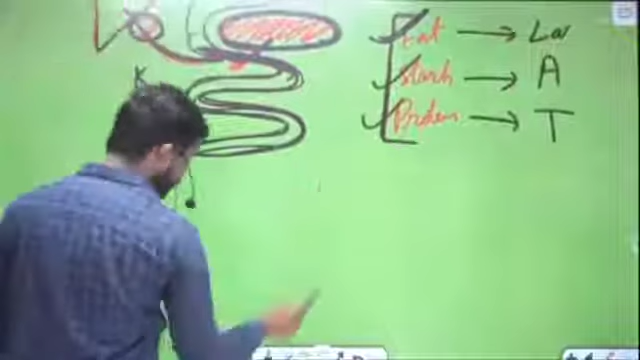 Fat → La
Starch → A
Protein → T
K